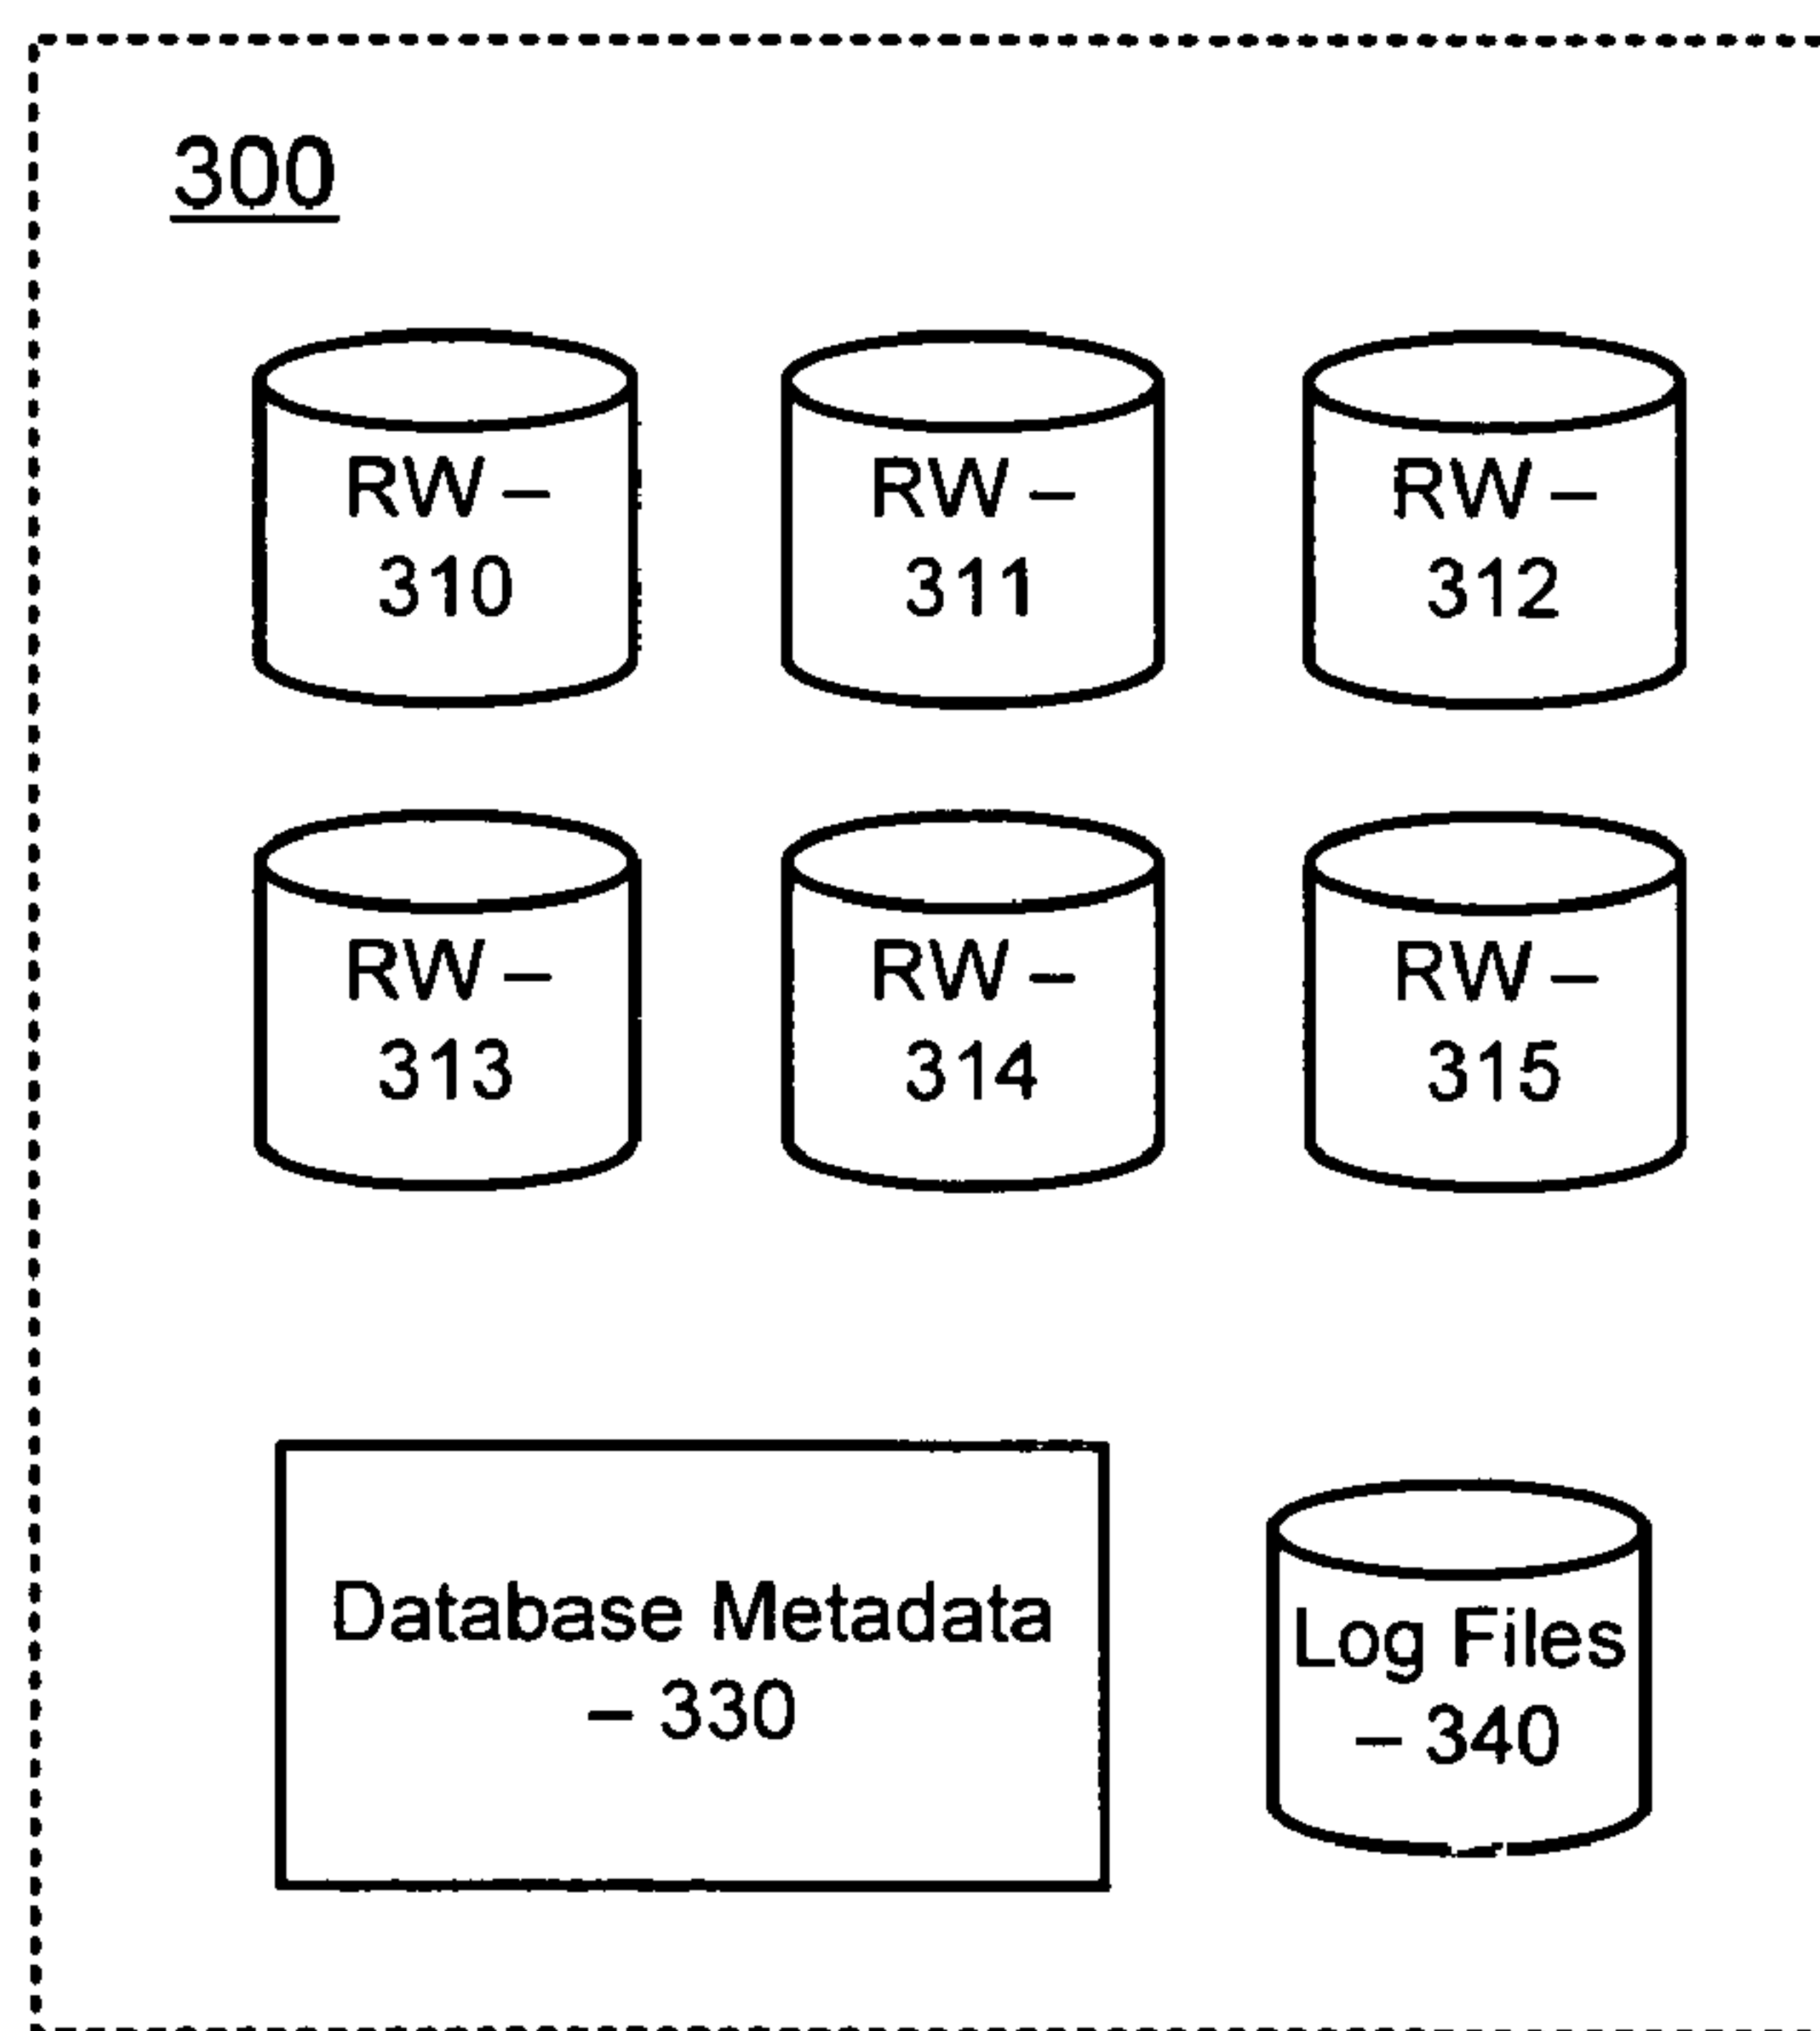 300
RW –
310
RW –
311
RW –
312
RW –
313
RW –
314
RW –
315
Database Metadata
– 330
Log Files
– 340